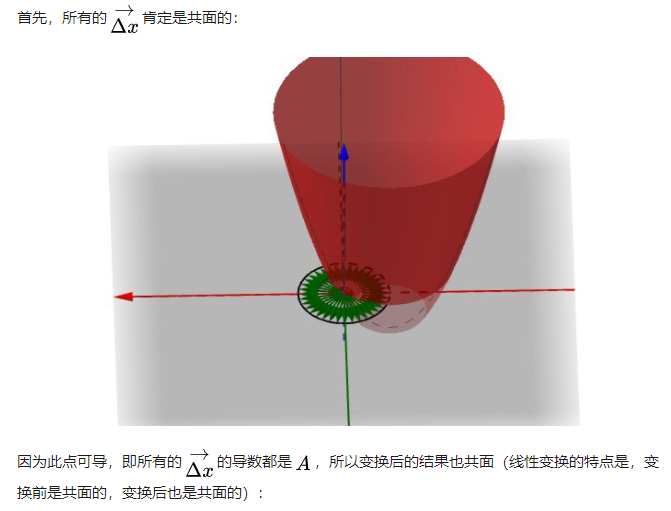 首先，所有的 $\overrightarrow{\Delta x}$ 肯定是共面的：
因为此点可导，即所有的 $\overrightarrow{\Delta x}$ 的导数都是 $A$ ，所以变换后的结果也共面（线性变换的特点是，变
换前是共面的，变换后也是共面的）：